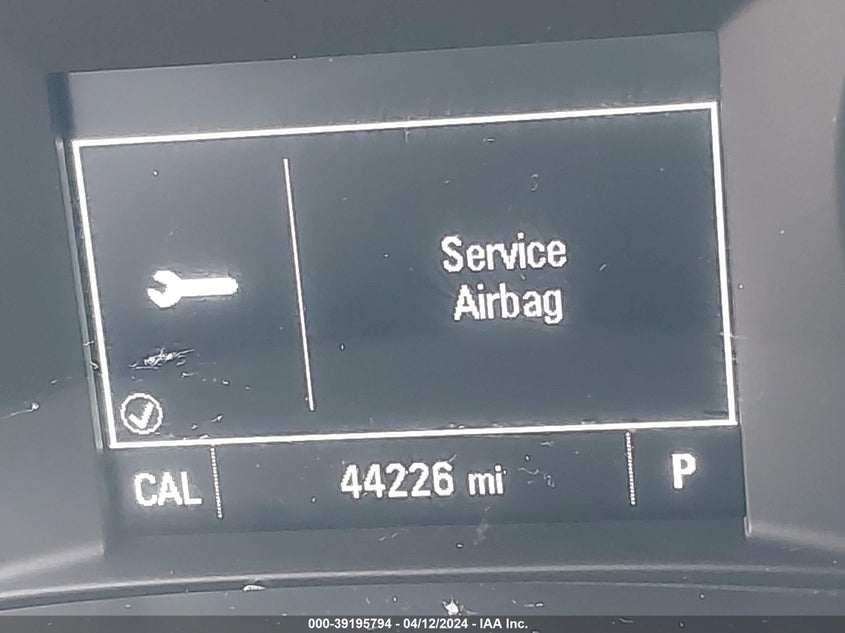 Service
Airbag
CAL 44226 mi P
000-39195794 - 04/12/2024 - IAA Inc.